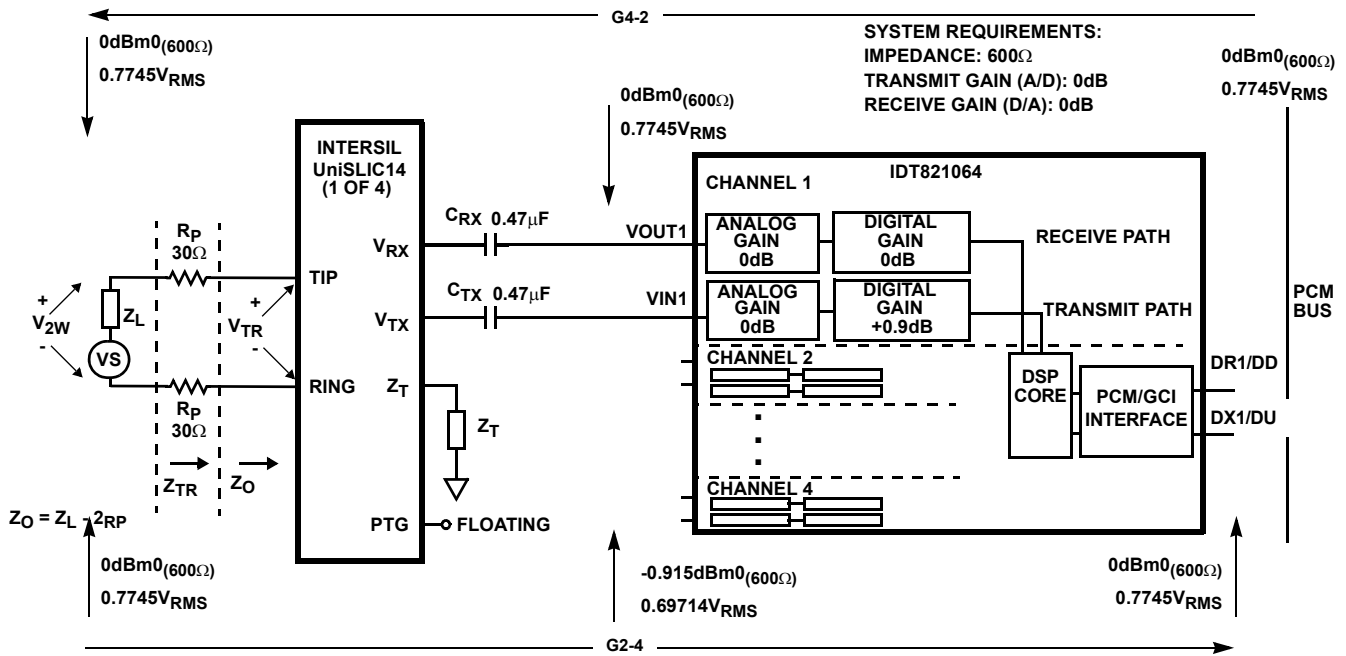 G4-2
0dBm0(600Ω)
0.7745VRMS
SYSTEM REQUIREMENTS:
IMPEDANCE: 600Ω
TRANSMIT GAIN (A/D): 0dB
RECEIVE GAIN (D/A): 0dB
0dBm0(600Ω)
0.7745VRMS
0dBm0(600Ω)
0.7745VRMS
INTERSIL
UniSLIC14
(1 OF 4)
IDT821064
CHANNEL 1
CRX 0.47μF
VRX
VOUT1
ANALOG
GAIN
0dB
DIGITAL
GAIN
0dB
RECEIVE PATH
RP
30Ω
TIP
+
V2W
-
ZL
VS
+
VTR
-
CTX 0.47μF
VTX
VIN1
ANALOG
GAIN
0dB
DIGITAL
GAIN
+0.9dB
TRANSMIT PATH
PCM
BUS
CHANNEL 2
RING
ZT
ZT
RP
30Ω
DSP
CORE
PCM/GCI
INTERFACE
DR1/DD
DX1/DU
ZTR
ZO
CHANNEL 4
ZO = ZL - 2RP
PTG
FLOATING
0dBm0(600Ω)
0.7745VRMS
-0.915dBm0(600Ω)
0.69714VRMS
0dBm0(600Ω)
0.7745VRMS
G2-4